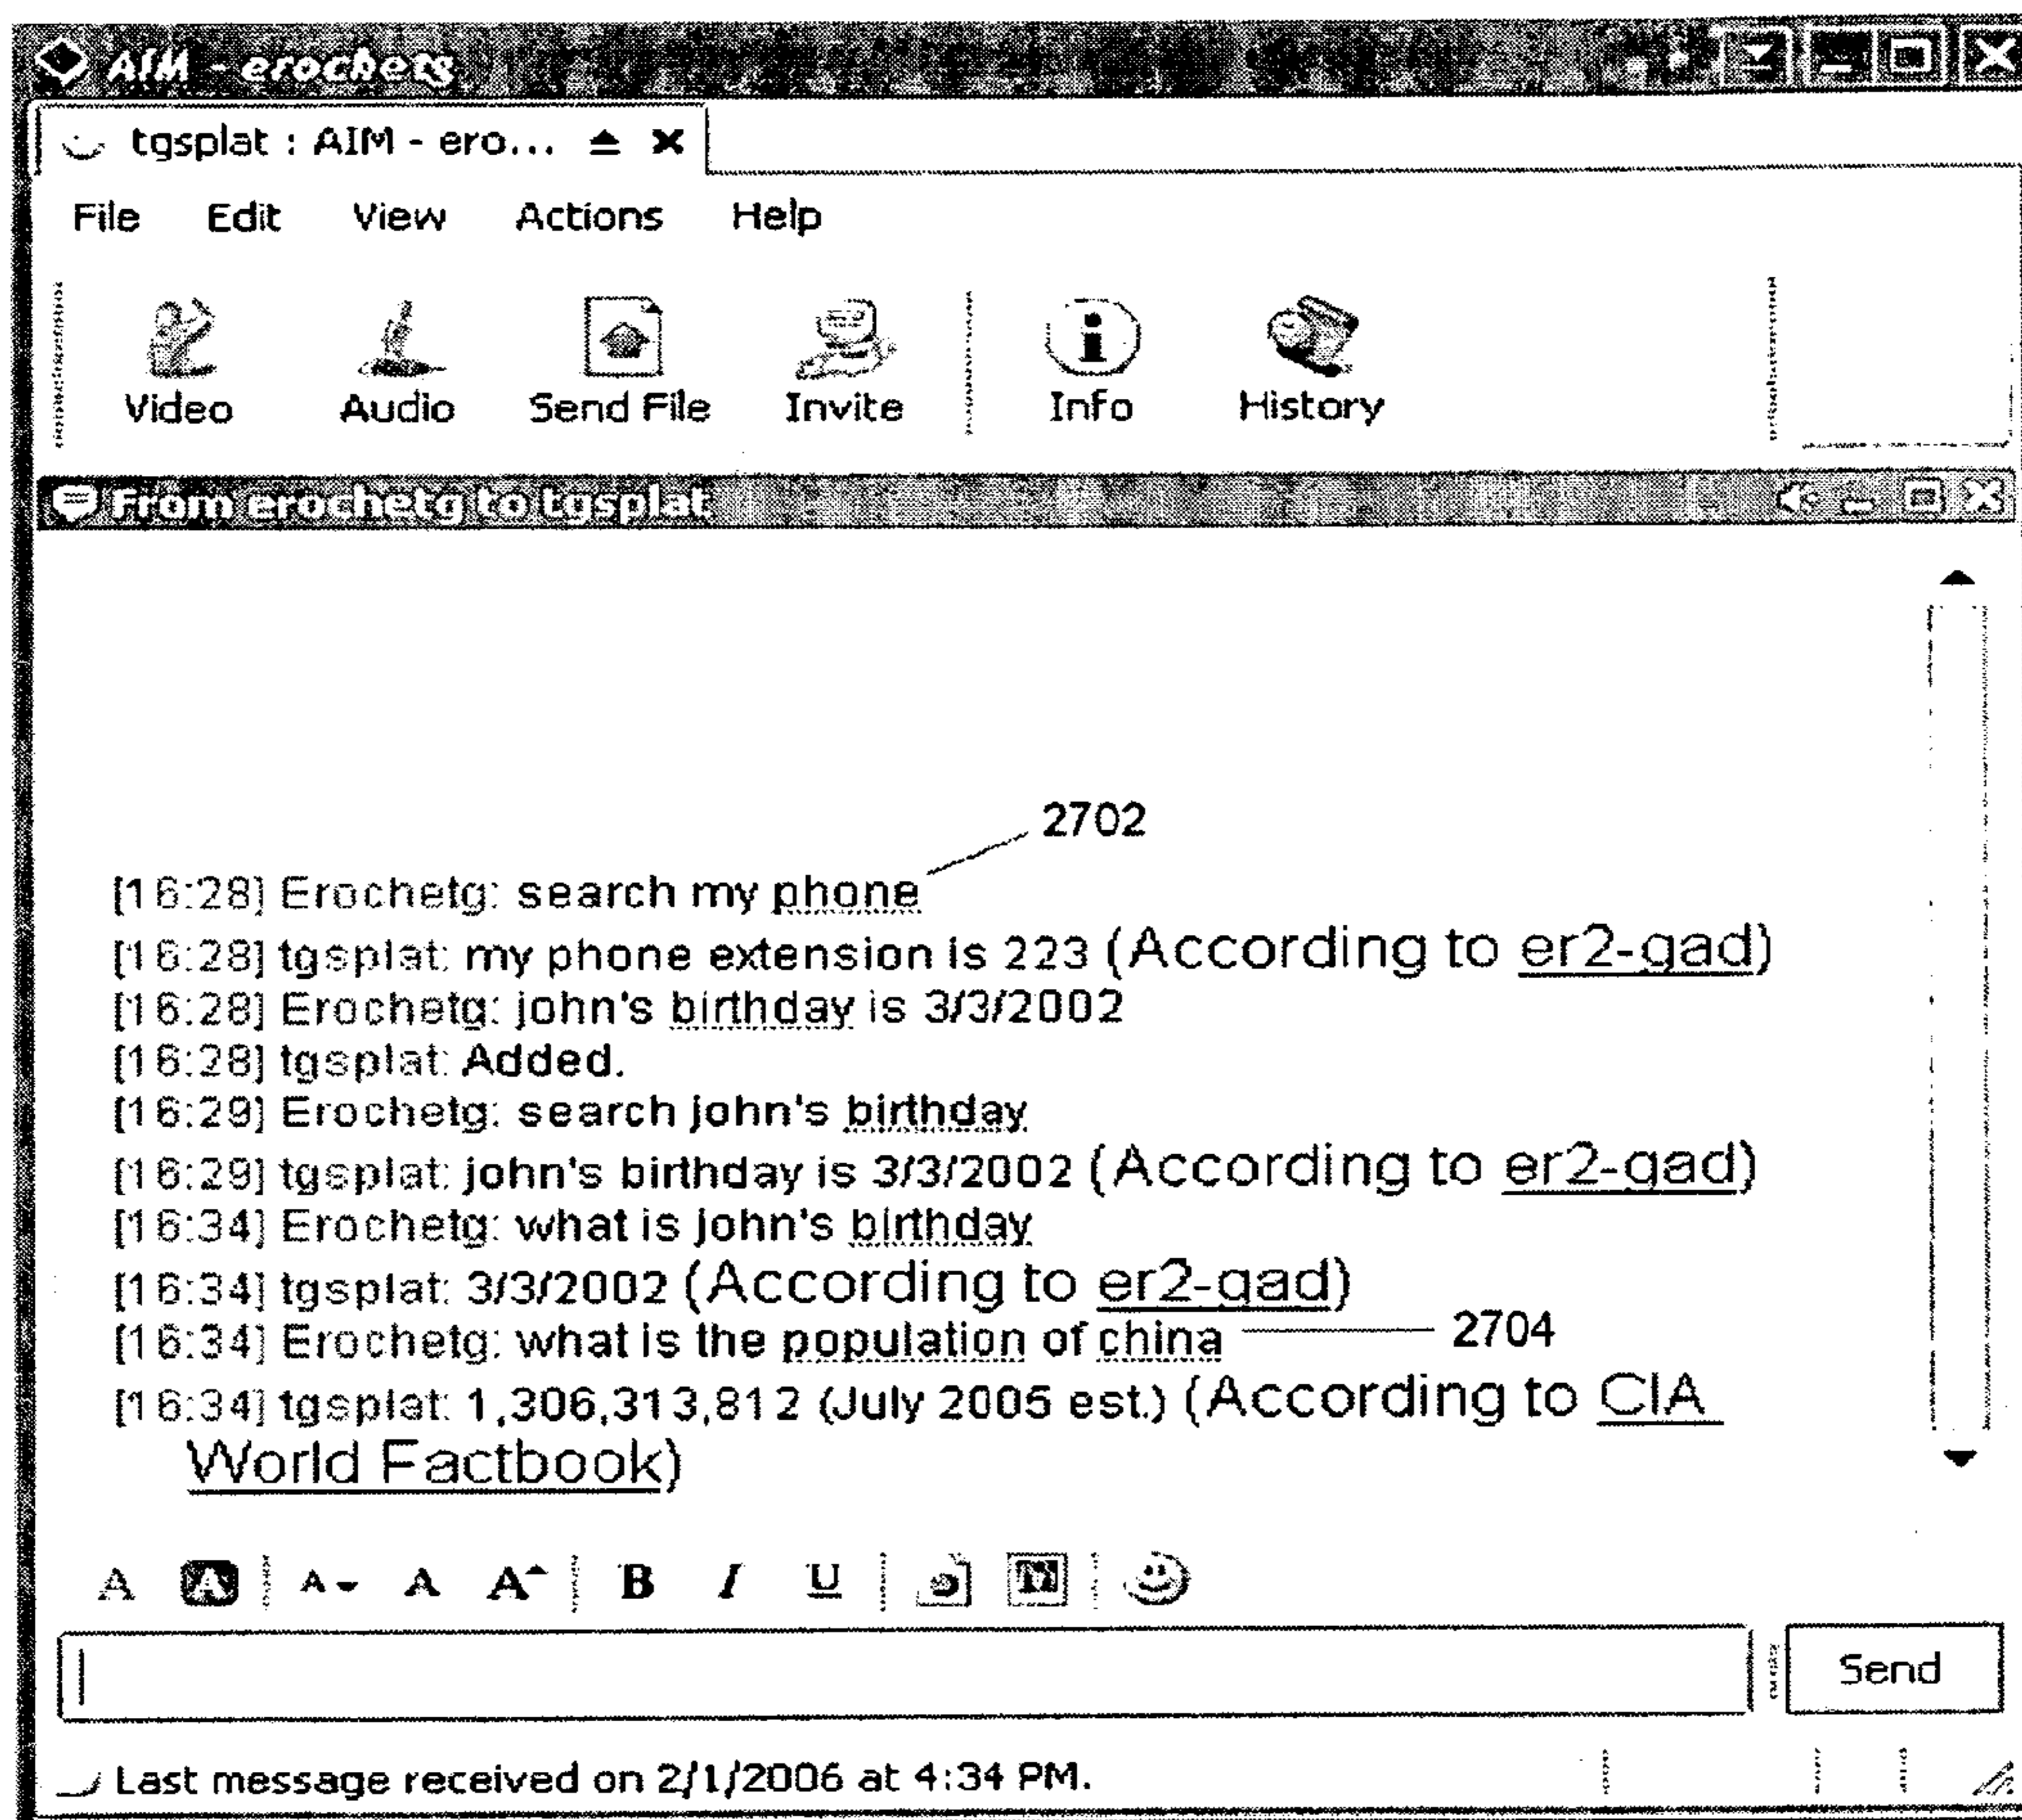 AIM - erochetg
tgsplat : AIM - ero...
File Edit View Actions Help
Video Audio Send File Invite Info History
From erochetg to tgsplat
2702
[16:28] Erochetg: search my phone
[16:28] tgsplat: my phone extension is 223 (According to er2-gad)
[16:28] Erochetg: john's birthday is 3/3/2002
[16:28] tgsplat: Added.
[16:29] Erochetg: search john's birthday
[16:29] tgsplat: john's birthday is 3/3/2002 (According to er2-gad)
[16:34] Erochetg: what is john's birthday
[16:34] tgsplat: 3/3/2002 (According to er2-gad)
[16:34] Erochetg: what is the population of china 2704
[16:34] tgsplat: 1,306,313,812 (July 2005 est.) (According to CIA
World Factbook)
A A A A A B I U
Send
Last message received on 2/1/2006 at 4:34 PM.